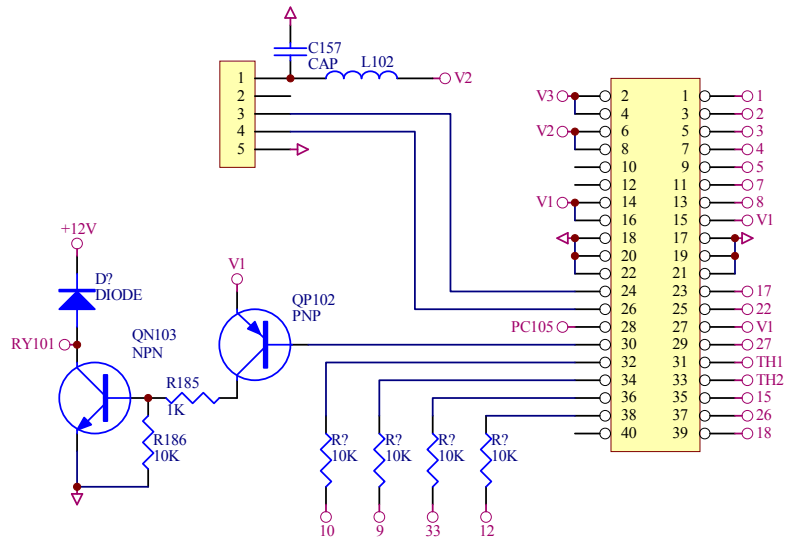 C157
CAP
L102
V2
1
2
3
4
5
V3
V2
V1
2 1 1
4 3 2
6 5 3
8 7 4
10 9 5
12 11 7
14 13 8
16 15 V1
18 17
20 19
22 21
24 23 17
26 25 22
PC105 28 27 V1
30 29 27
32 31 TH1
34 33 TH2
36 35 15
38 37 26
40 39 18
+12V
D?
DIODE
RY101
QN103
NPN
V1
QP102
PNP
R185
1K
R186
10K
R?
10K
R?
10K
R?
10K
R?
10K
10
9
33
12